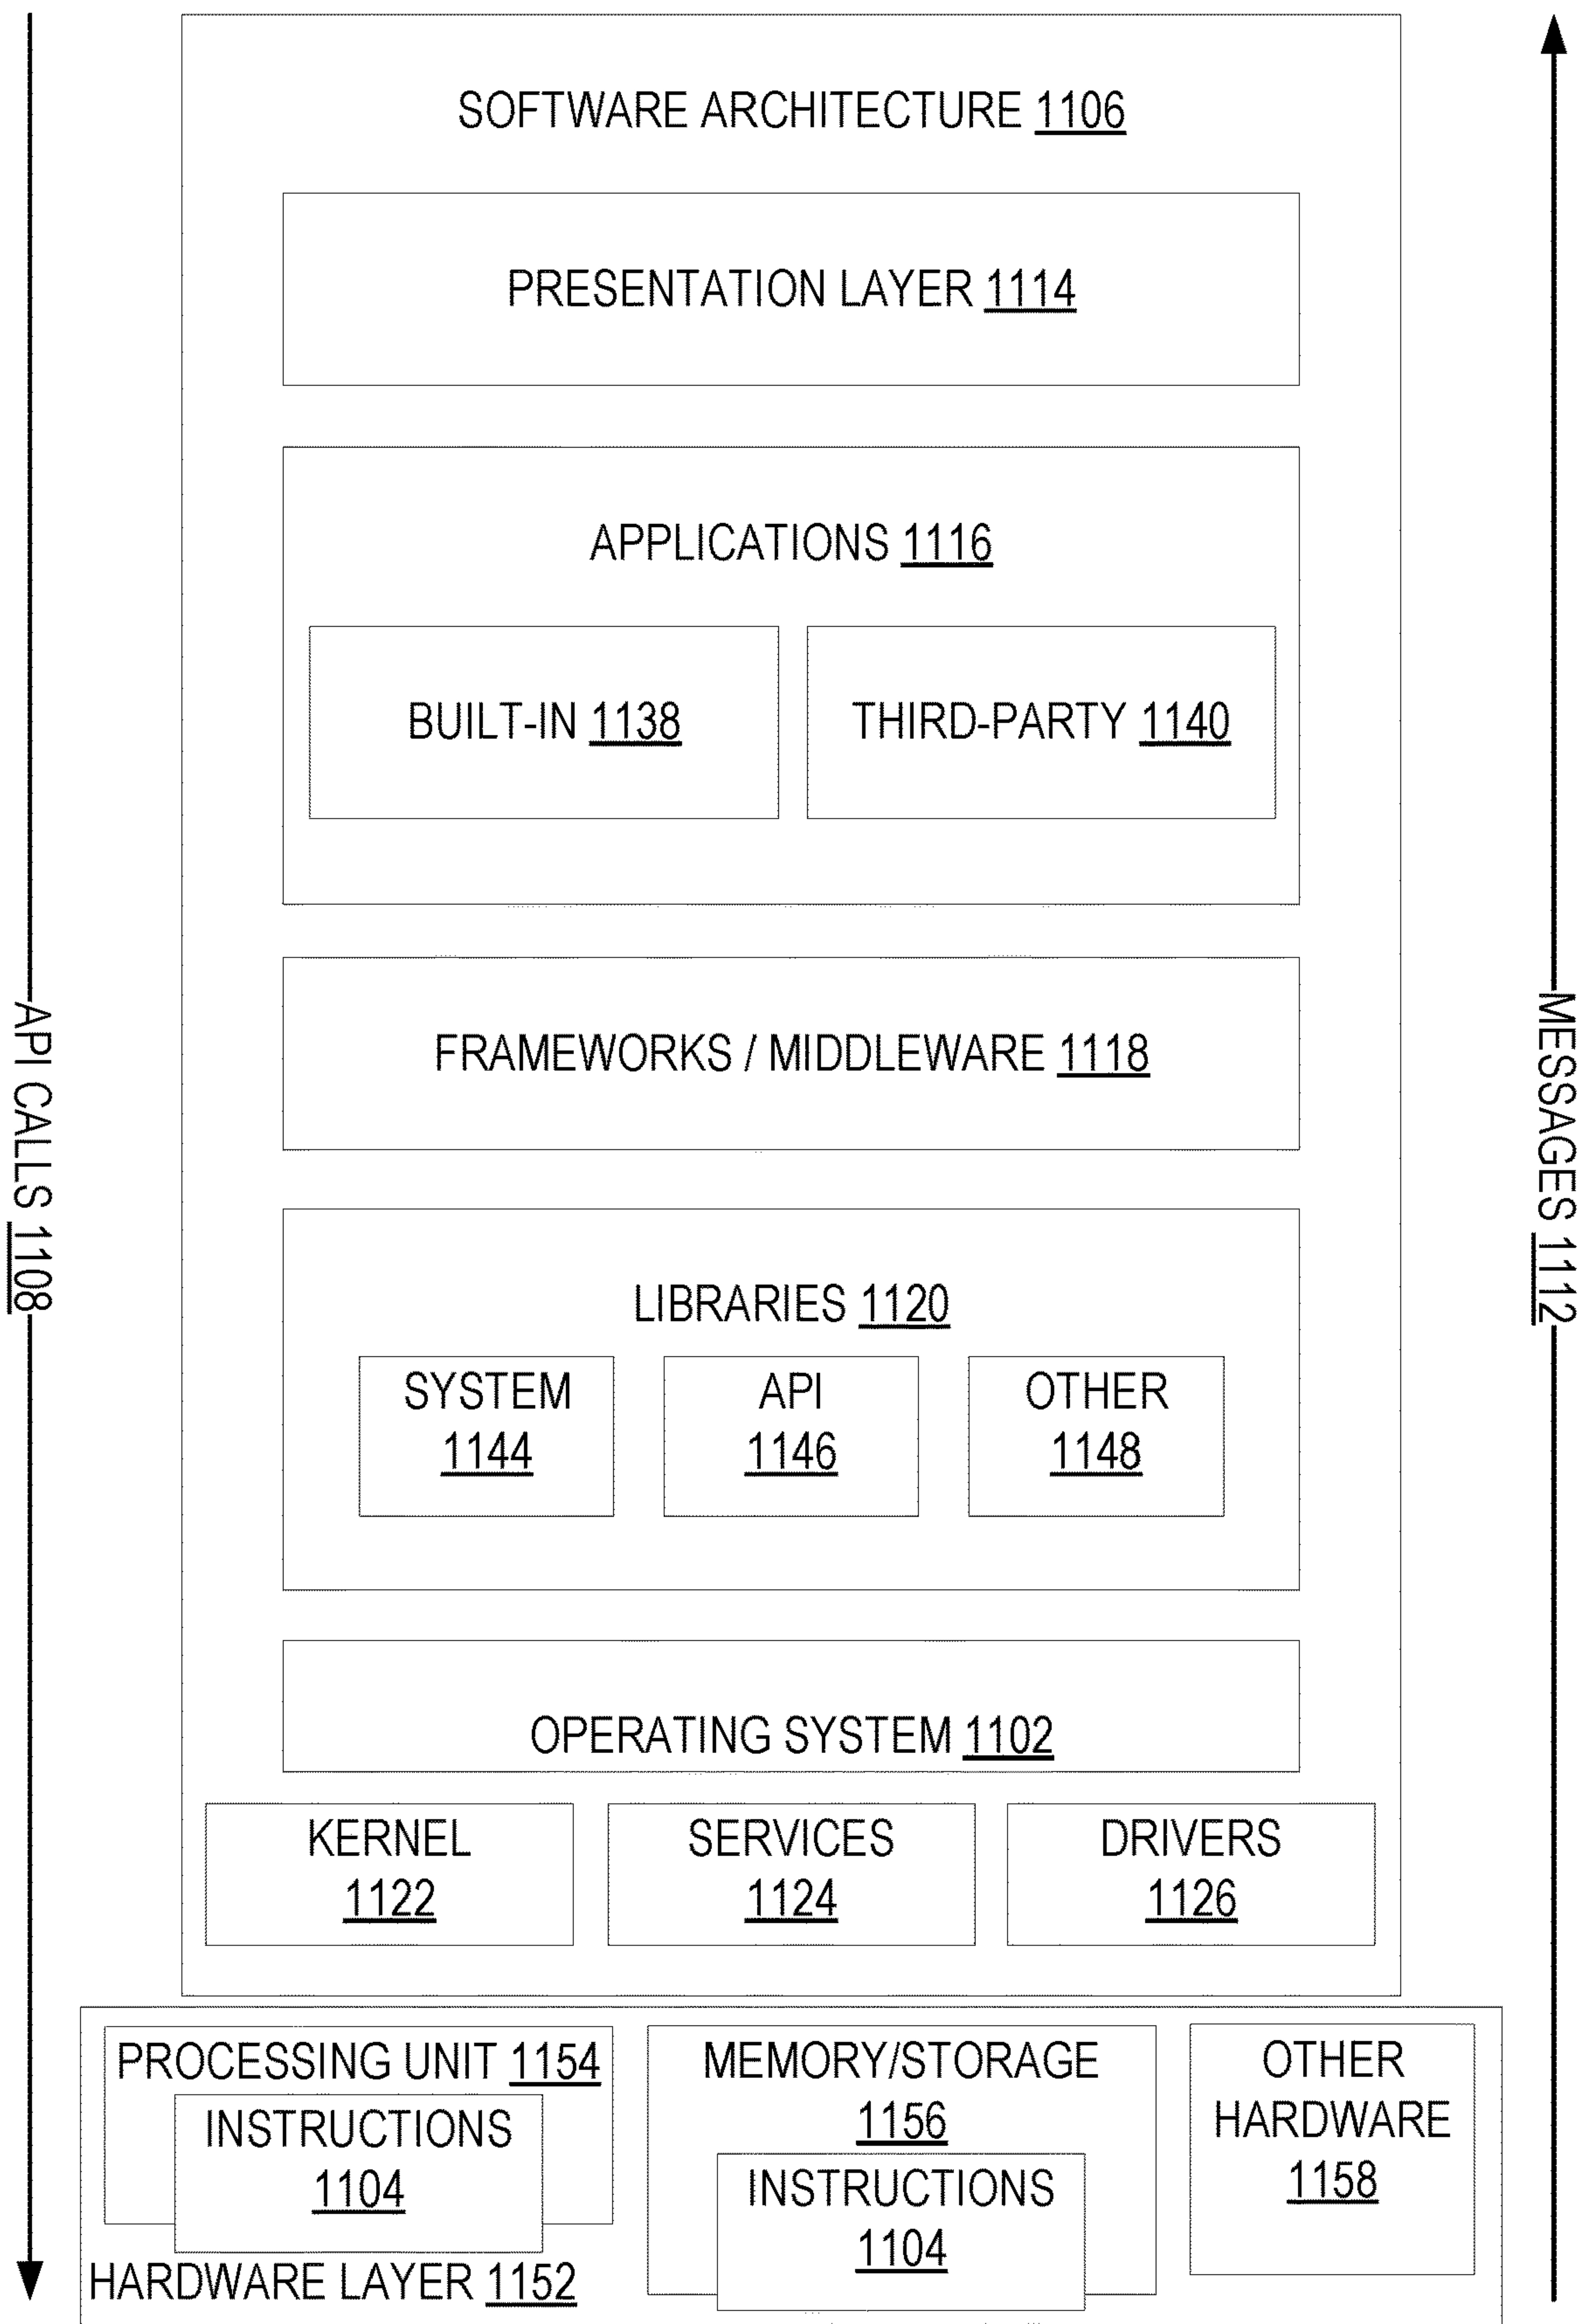 SOFTWARE ARCHITECTURE 1106
PRESENTATION LAYER 1114
APPLICATIONS 1116
BUILT-IN 1138
THIRD-PARTY 1140
FRAMEWORKS / MIDDLEWARE 1118
API CALLS 1108
MESSAGES 1112
LIBRARIES 1120
SYSTEM
1144
API
1146
OTHER
1148
OPERATING SYSTEM 1102
KERNEL
1122
SERVICES
1124
DRIVERS
1126
PROCESSING UNIT 1154
INSTRUCTIONS
1104
MEMORY/STORAGE
1156
INSTRUCTIONS
1104
OTHER
HARDWARE
1158
HARDWARE LAYER 1152